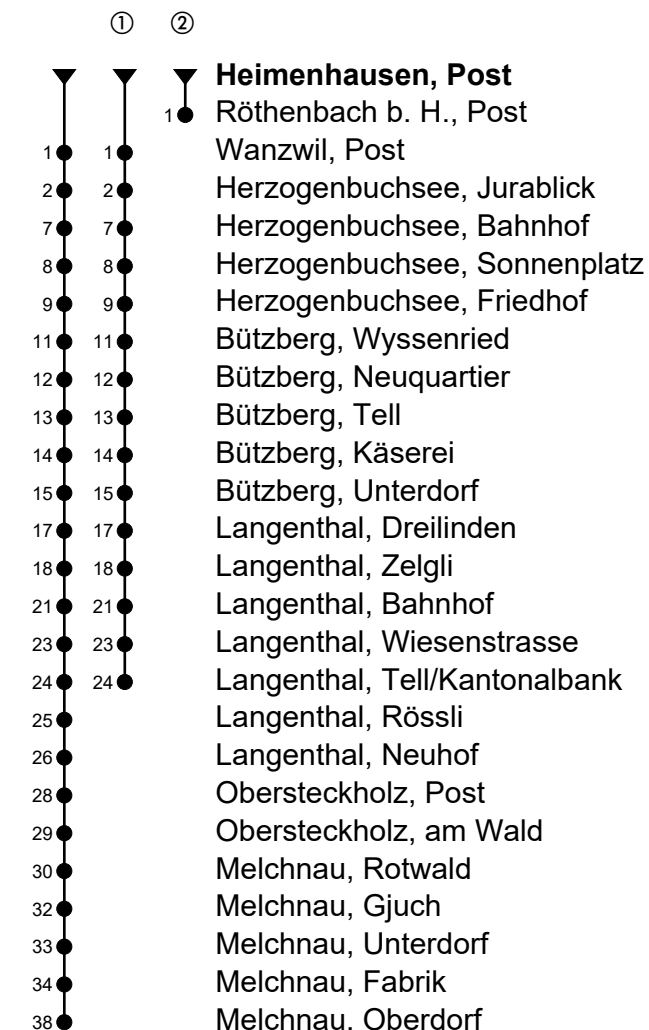 ① ②
Heimenhausen, Post
1 Röthenbach b. H., Post
1 1 Wanzwil, Post
2 2 Herzogenbuchsee, Jurablick
7 7 Herzogenbuchsee, Bahnhof
8 8 Herzogenbuchsee, Sonnenplatz
9 9 Herzogenbuchsee, Friedhof
11 11 Bützberg, Wyssenried
12 12 Bützberg, Neuquartier
13 13 Bützberg, Tell
14 14 Bützberg, Käserei
15 15 Bützberg, Unterdorf
17 17 Langenthal, Dreilinden
18 18 Langenthal, Zelgli
21 21 Langenthal, Bahnhof
23 23 Langenthal, Wiesenstrasse
24 24 Langenthal, Tell/Kantonalbank
25 Langenthal, Rössli
26 Langenthal, Neuhof
28 Obersteckholz, Post
29 Obersteckholz, am Wald
30 Melchnau, Rotwald
32 Melchnau, Gjuch
33 Melchnau, Unterdorf
34 Melchnau, Fabrik
38 Melchnau, Oberdorf